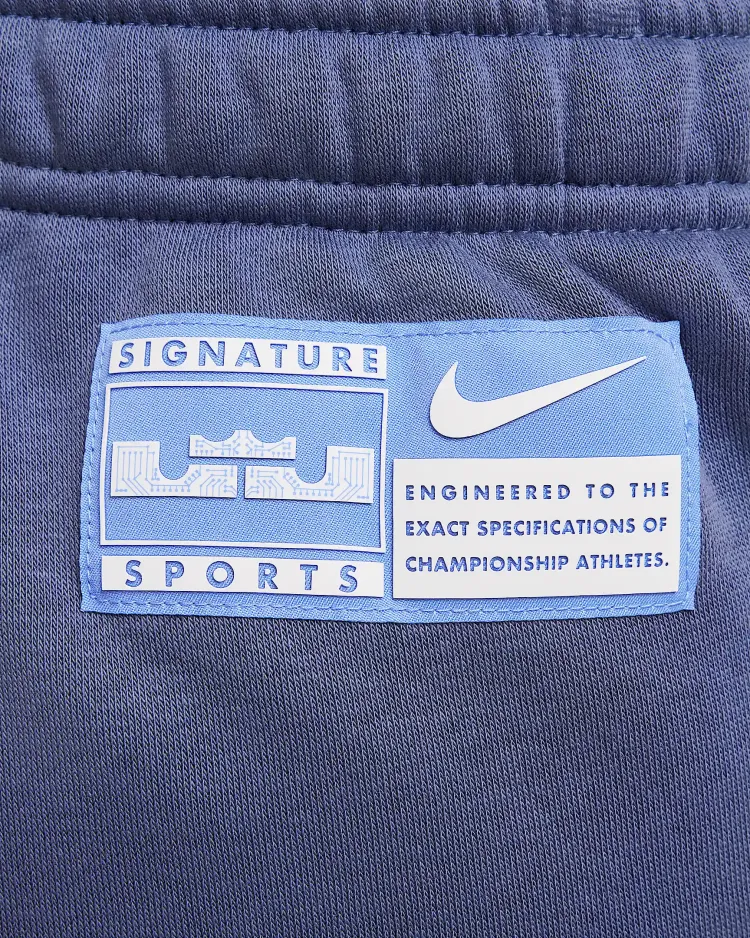 SIGNATURE
SPORTS
ENGINEERED TO THE
EXACT SPECIFICATIONS OF
CHAMPIONSHIP ATHLETES.